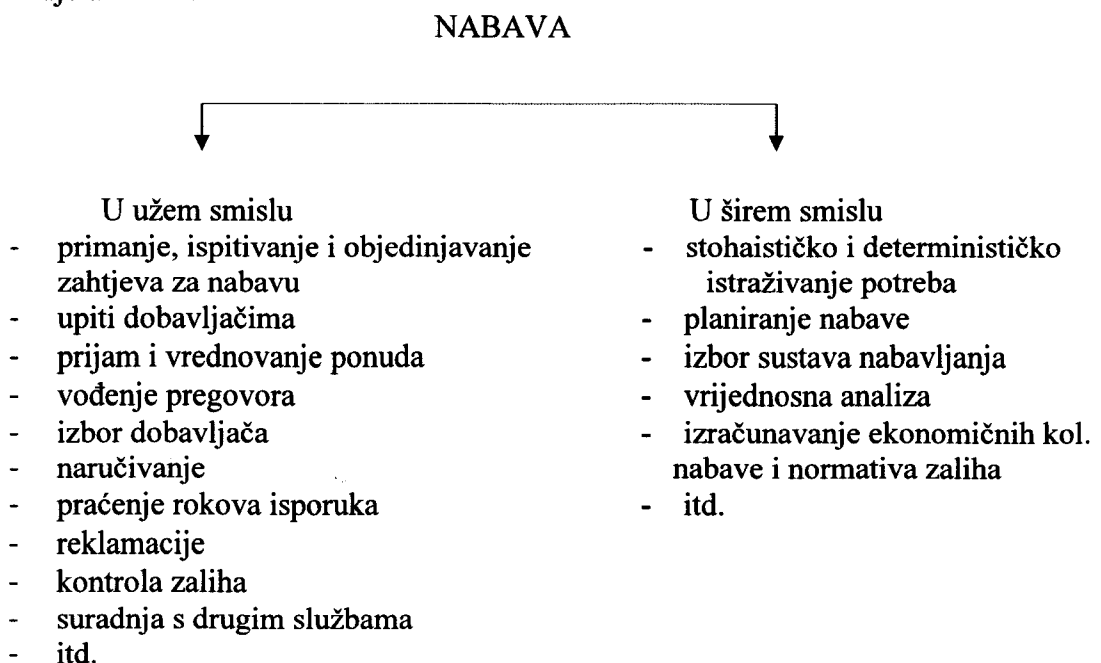 NABAVA
U užem smislu
- primanje, ispitivanje i objedinjavanje
zahtjeva za nabavu
- upiti dobavljačima
- prijam i vrednovanje ponuda
- vođenje pregovora
- izbor dobavljača
- naručivanje
- praćenje rokova isporuka
- reklamacije
- kontrola zaliha
- suradnja s drugim službama
- itd.
U širem smislu
- stohaističko i determinističko
istraživanje potreba
- planiranje nabave
- izbor sustava nabavljanja
- vrijednosna analiza
- izračunavanje ekonomičnih kol.
nabave i normativa zaliha
- itd.